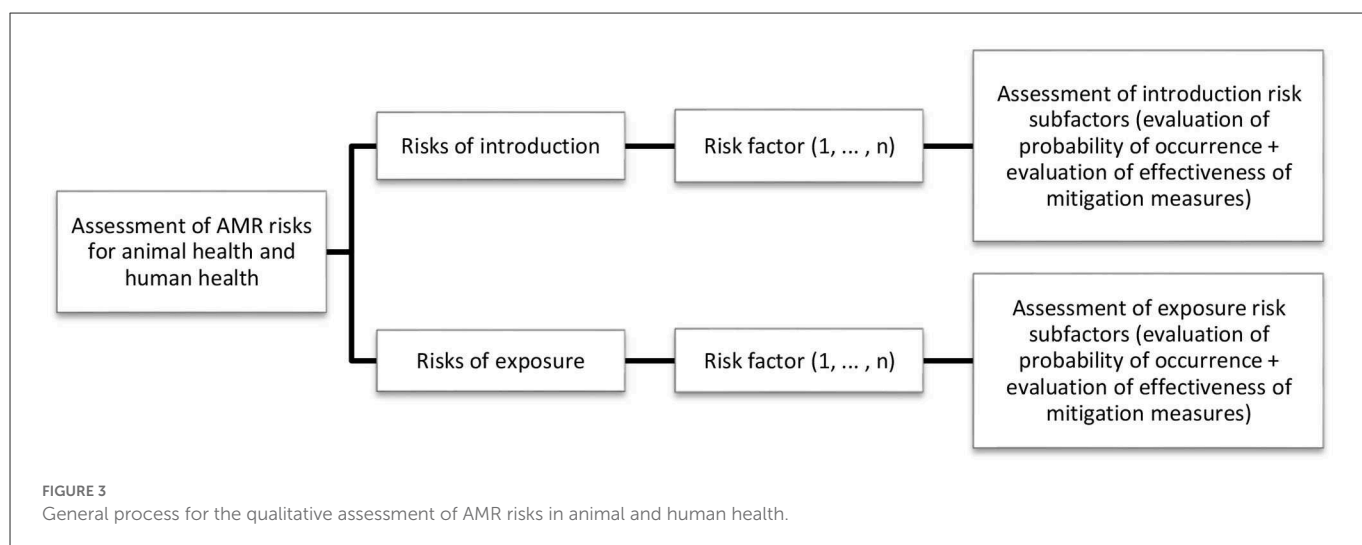 Assessment of AMR risks
for animal health and
human health
Risks of introduction
Risk factor (1, ... , n)
Assessment of introduction risk
subfactors (evaluation of
probability of occurrence +
evaluation of effectiveness of
mitigation measures)
Risks of exposure
Risk factor (1, ... , n)
Assessment of exposure risk
subfactors (evaluation of
probability of occurrence +
evaluation of effectiveness of
mitigation measures)
FIGURE 3
General process for the qualitative assessment of AMR risks in animal and human health.